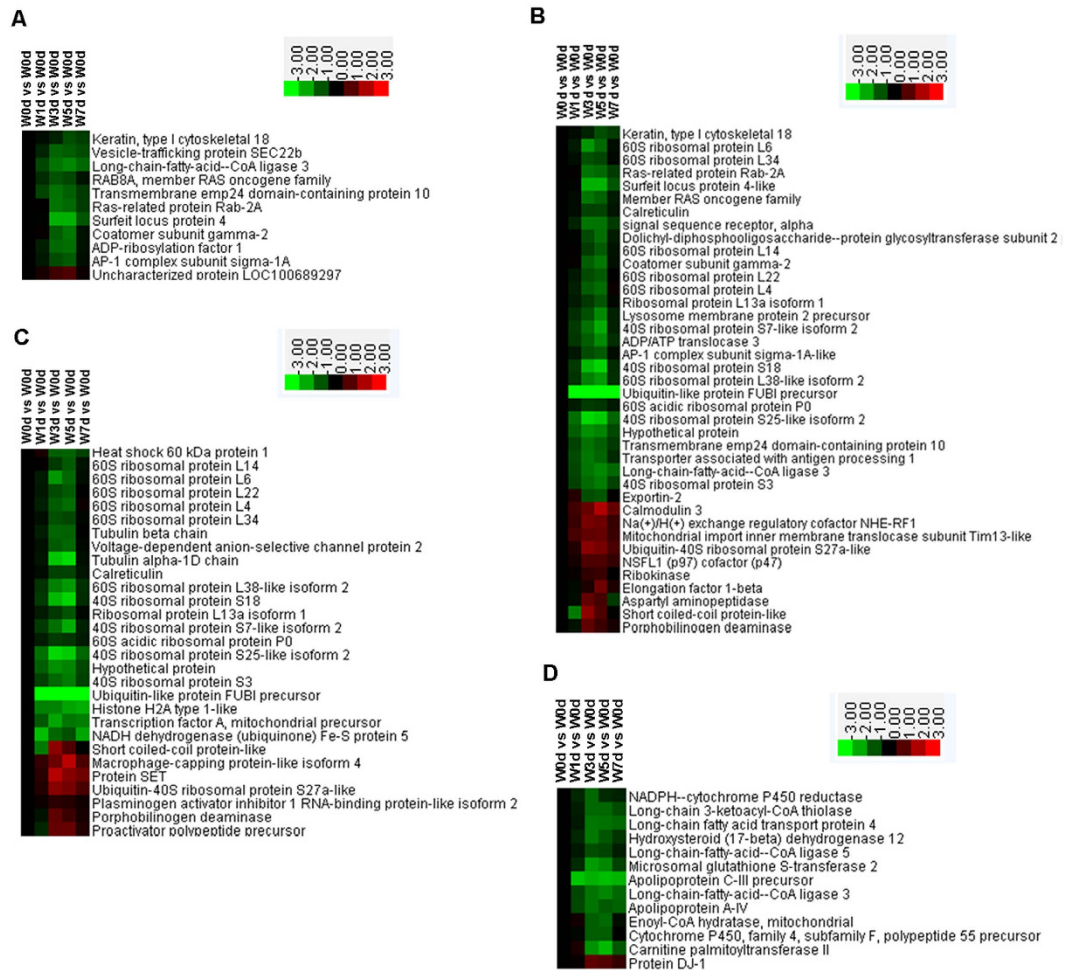 A
-3.00
-2.00
-1.00
0.00
1.00
2.00
3.00
W0d vs W0d
W1d vs W0d
W3d vs W0d
W5d vs W0d
W7d vs W0d
Keratin, type I cytoskeletal 18
Vesicle-trafficking protein SEC22b
Long-chain-fatty-acid--CoA ligase 3
RAB8A, member RAS oncogene family
Transmembrane emp24 domain-containing protein 10
Ras-related protein Rab-2A
Surfeit locus protein 4
Coatomer subunit gamma-2
ADP-ribosylation factor 1
AP-1 complex subunit sigma-1A
Uncharacterized protein LOC100689297
B
-3.00
-2.00
-1.00
0.00
1.00
2.00
3.00
W0d vs W0d
W1d vs W0d
W3d vs W0d
W5d vs W0d
W7d vs W0d
Keratin, type I cytoskeletal 18
60S ribosomal protein L6
60S ribosomal protein L34
Ras-related protein Rab-2A
Surfeit locus protein 4-like
Member RAS oncogene family
Calreticulin
signal sequence receptor, alpha
Dolichyl-diphosphooligosaccharide--protein glycosyltransferase subunit 2
60S ribosomal protein L14
Coatomer subunit gamma-2
60S ribosomal protein L22
60S ribosomal protein L4
Ribosomal protein L13a isoform 1
Lysosome membrane protein 2 precursor
40S ribosomal protein S7-like isoform 2
ADP/ATP translocase 3
AP-1 complex subunit sigma-1A-like
40S ribosomal protein S18
60S ribosomal protein L38-like isoform 2
Ubiquitin-like protein FUBI precursor
60S acidic ribosomal protein P0
40S ribosomal protein S25-like isoform 2
Hypothetical protein
Transmembrane emp24 domain-containing protein 10
Transporter associated with antigen processing 1
Long-chain-fatty-acid--CoA ligase 3
40S ribosomal protein S3
Exportin-2
Calmodulin 3
Na(+)/H(+) exchange regulatory cofactor NHE-RF1
Mitochondrial import inner membrane translocase subunit Tim13-like
Ubiquitin-40S ribosomal protein S27a-like
NSFL1 (p97) cofactor (p47)
Ribokinase
Elongation factor 1-beta
Aspartyl aminopeptidase
Short coiled-coil protein-like
Porphobilinogen deaminase
C
-3.00
-2.00
-1.00
0.00
1.00
2.00
3.00
W0d vs W0d
W1d vs W0d
W3d vs W0d
W5d vs W0d
W7d vs W0d
Heat shock 60 kDa protein 1
60S ribosomal protein L14
60S ribosomal protein L6
60S ribosomal protein L22
60S ribosomal protein L4
60S ribosomal protein L34
Tubulin beta chain
Voltage-dependent anion-selective channel protein 2
Tubulin alpha-1D chain
Calreticulin
60S ribosomal protein L38-like isoform 2
40S ribosomal protein S18
Ribosomal protein L13a isoform 1
40S ribosomal protein S7-like isoform 2
60S acidic ribosomal protein P0
40S ribosomal protein S25-like isoform 2
Hypothetical protein
40S ribosomal protein S3
Ubiquitin-like protein FUBI precursor
Histone H2A type 1-like
Transcription factor A, mitochondrial precursor
NADH dehydrogenase (ubiquinone) Fe-S protein 5
Short coiled-coil protein-like
Macrophage-capping protein-like isoform 4
Protein SET
Ubiquitin-40S ribosomal protein S27a-like
Plasminogen activator inhibitor 1 RNA-binding protein-like isoform 2
Porphobilinogen deaminase
Proactivator polypeptide precursor
D
-3.00
-2.00
-1.00
0.00
1.00
2.00
3.00
W0d vs W0d
W1d vs W0d
W3d vs W0d
W5d vs W0d
W7d vs W0d
NADPH--cytochrome P450 reductase
Long-chain 3-ketoacyl-CoA thiolase
Long-chain fatty acid transport protein 4
Hydroxysteroid (17-beta) dehydrogenase 12
Long-chain-fatty-acid--CoA ligase 5
Microsomal glutathione S-transferase 2
Apolipoprotein C-III precursor
Long-chain-fatty-acid--CoA ligase 3
Apolipoprotein A-IV
Enoyl-CoA hydratase, mitochondrial
Cytochrome P450, family 4, subfamily F, polypeptide 55 precursor
Carnitine palmitoyltransferase II
Protein DJ-1